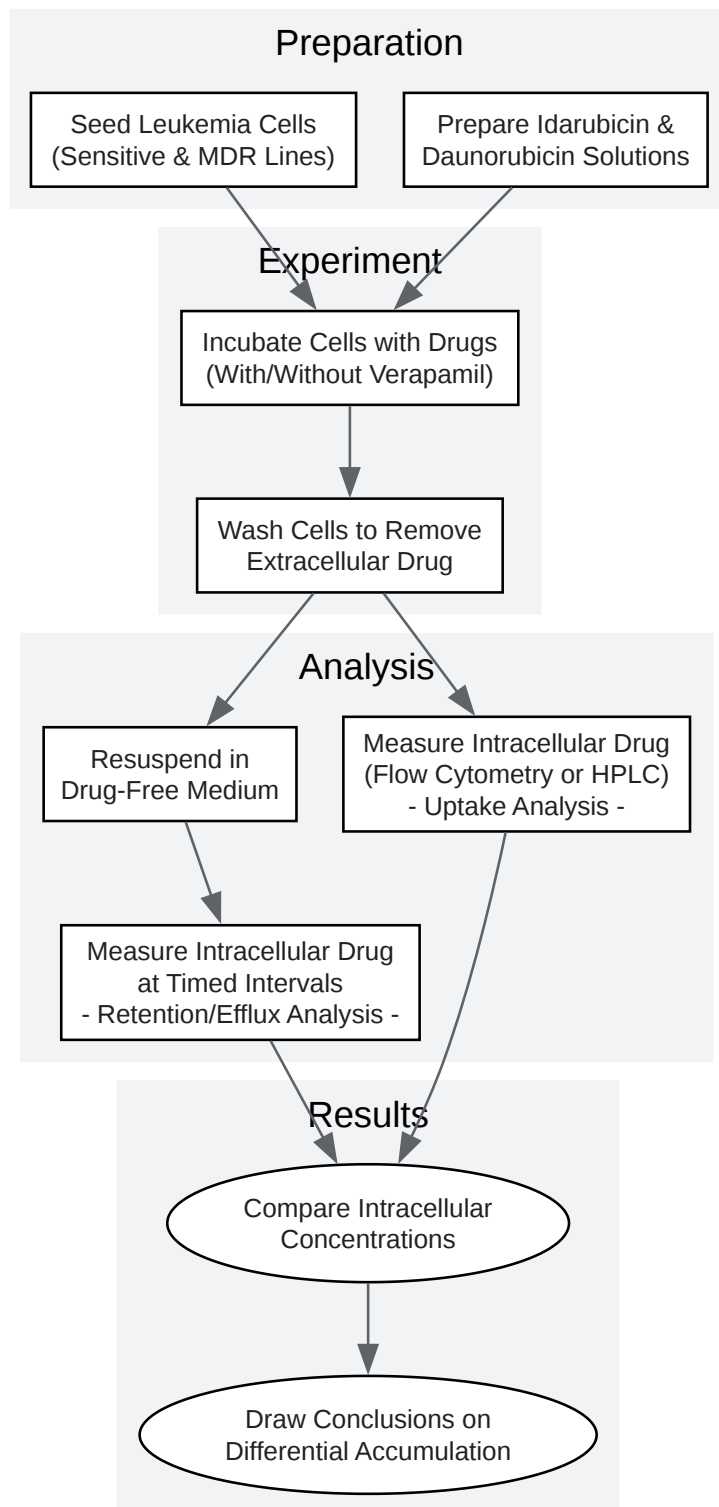 Preparation
Seed Leukemia Cells
(Sensitive & MDR Lines)
Prepare Idarubicin &
Daunorubicin Solutions
Experiment
Incubate Cells with Drugs
(With/Without Verapamil)
Wash Cells to Remove
Extracellular Drug
Analysis
Resuspend in
Drug-Free Medium
Measure Intracellular Drug
(Flow Cytometry or HPLC)
- Uptake Analysis -
Measure Intracellular Drug
at Timed Intervals
- Retention/Efflux Analysis -
Results
Compare Intracellular
Concentrations
Draw Conclusions on
Differential Accumulation